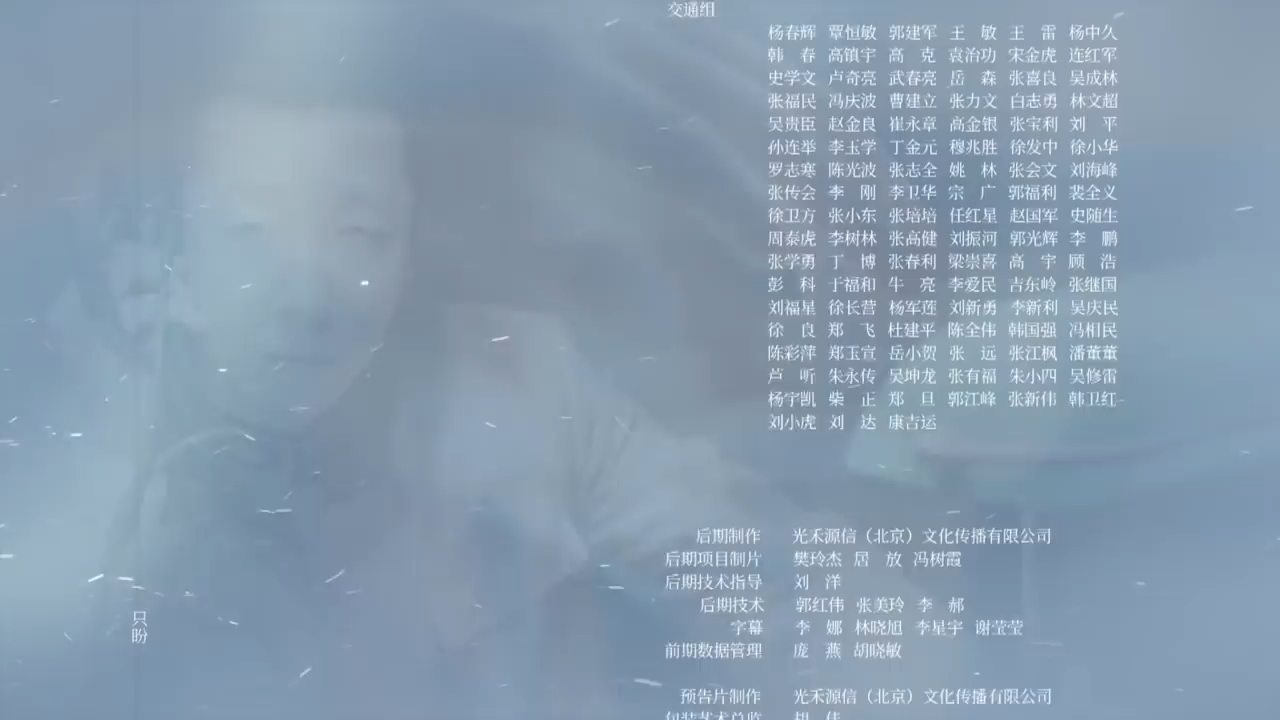 交通组
杨春辉 覃恒敏 郭建军 王 敏 王 雷 杨中久
韩 春 高镇宇 高 克 袁治功 宋金虎 连红军
史学文 卢奇亮 武春亮 岳 森 张喜良 吴成林
张福民 冯庆波 曹建立 张力文 白志勇 林文超
吴贵臣 赵金良 崔永章 高金银 张宝利 刘 平
孙连举 李玉学 丁金元 穆兆胜 徐发中 徐小华
罗志寒 陈光波 张志全 姚 林 张会文 刘海峰
张传会 李 刚 李卫华 宗 广 郭福利 裴全义
徐卫方 张小东 张培培 任红星 赵国军 史随生
周泰虎 李树林 张高健 刘振河 郭光辉 李 鹏
张学勇 丁 博 张春利 梁崇喜 高 宇 顾 浩
彭 科 于福和 牛 亮 李爱民 吉东岭 张继国
刘福星 徐长营 杨军莲 刘新勇 李新利 吴庆民
徐 良 郑 飞 杜建平 陈全伟 韩国强 冯相民
陈彩萍 郑玉宣 岳小贺 张 远 张江枫 潘董董
芦 听 朱永传 吴坤龙 张有福 朱小四 吴修雷
杨宇凯 柴 正 郑 旦 郭江峰 张新伟 韩卫红
刘小虎 刘 达 康吉运
后期制作 光禾源信（北京）文化传播有限公司
后期项目制片 樊玲杰 居 放 冯树霞
后期技术指导 刘 洋
后期技术 郭红伟 张美玲 李 郝
字幕 李 娜 林晓旭 李星宇 谢莹莹
前期数据管理 庞 燕 胡晓敏
预告片制作 光禾源信（北京）文化传播有限公司
只盼